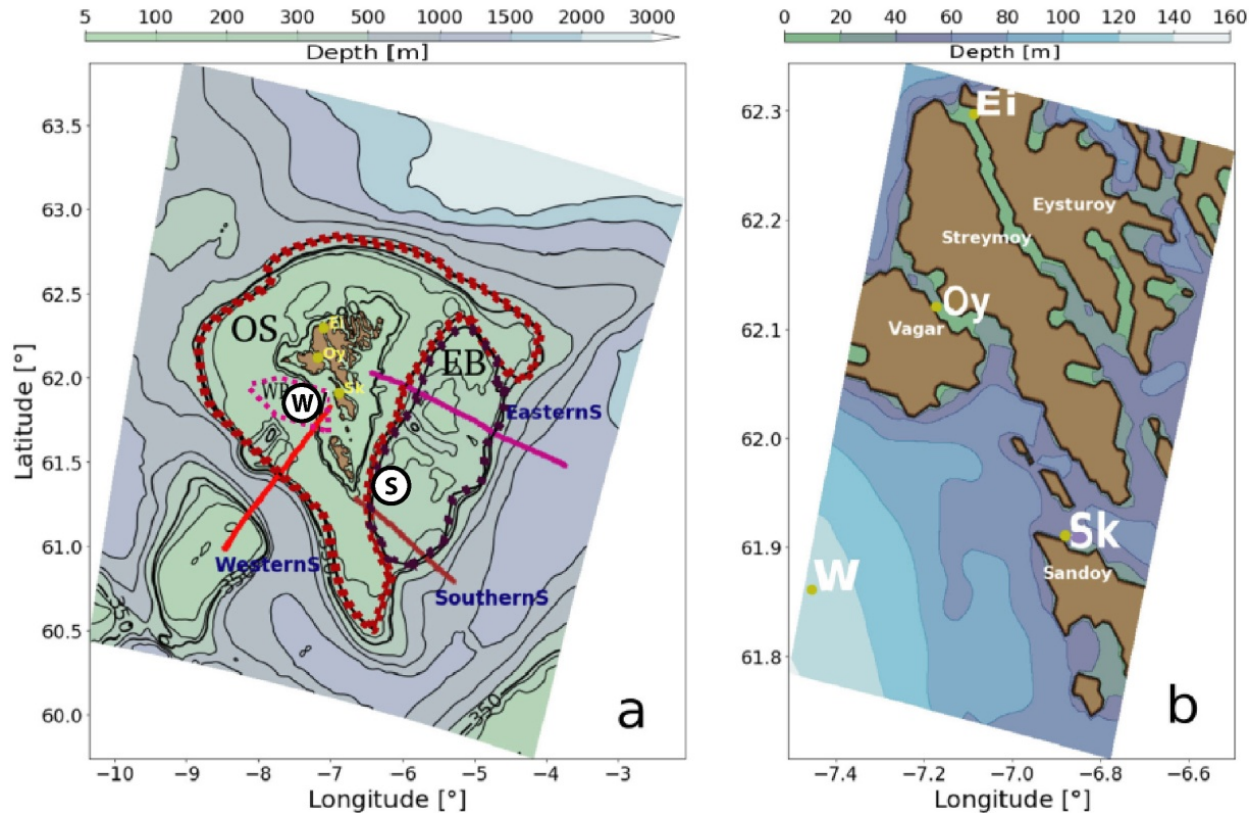 5 100 200 300 500 1000 1500 2000 3000
Depth [m]
0 20 40 60 80 100 120 140 160
Depth [m]
63.5
63.0
62.5
62.0
61.5
61.0
60.5
60.0
Latitude [°]
OS
EB
Ei
Oy
Sk
W
S
EasternS
WesternS
SouthernS
350
a
−10 −9 −8 −7 −6 −5 −4 −3
Longitude [°]
62.3
62.2
62.1
62.0
61.9
61.8
Ei
Eysturoy
Streymoy
Oy
Vagar
Sk
W
Sandoy
b
−7.4 −7.2 −7.0 −6.8 −6.6
Longitude [°]